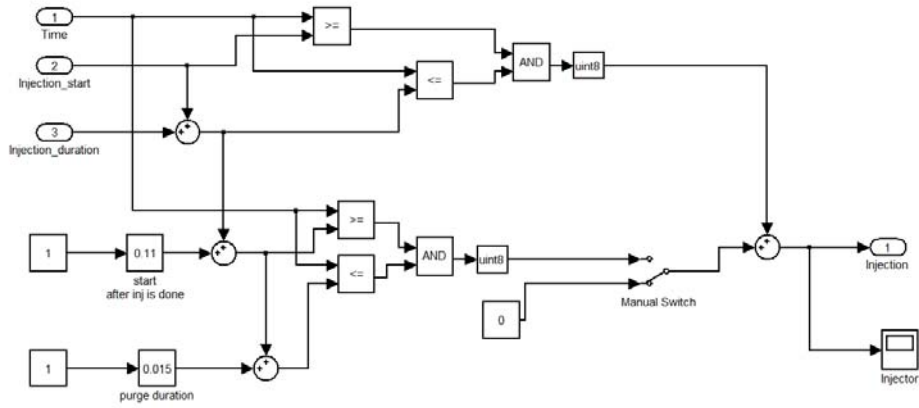 1
Time
>=
2
Injection_start
<=
AND
uint8
3
Injection_duration
>=
1
0.11
start
after inj is done
<=
AND
uint8
Manual Switch
0
1
Injection
1
0.015
purge duration
Injector